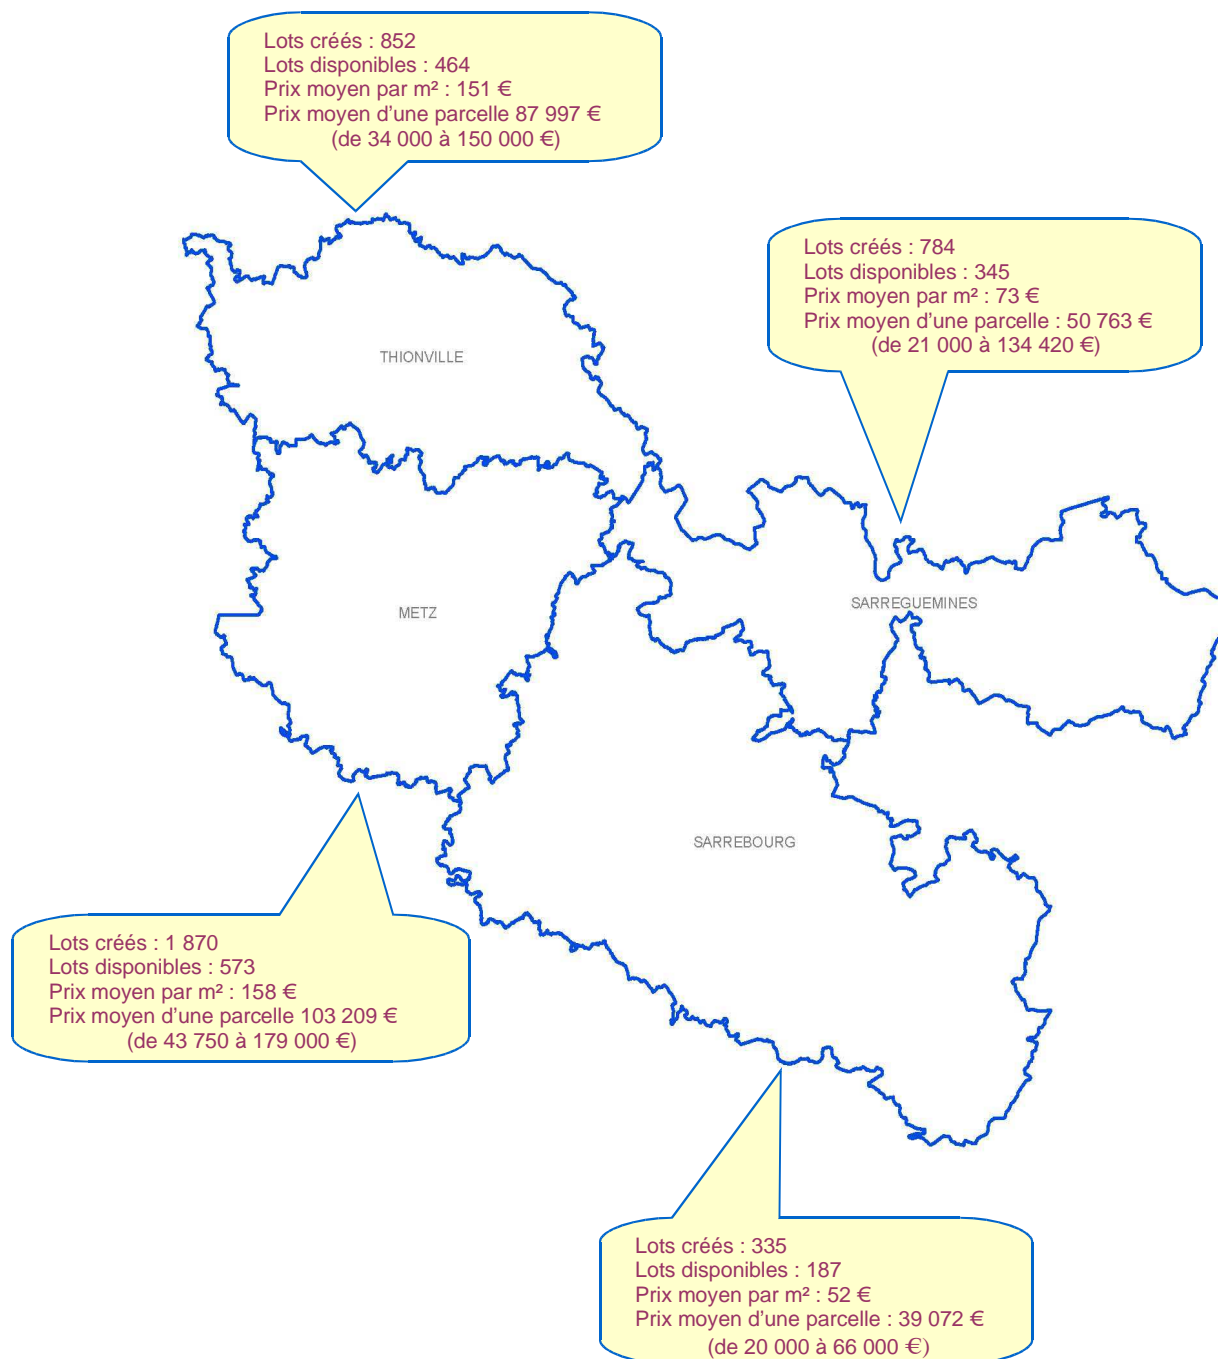 Lots créés : 852
Lots disponibles : 464
Prix moyen par m² : 151 €
Prix moyen d’une parcelle 87 997 €
(de 34 000 à 150 000 €)
Lots créés : 784
Lots disponibles : 345
Prix moyen par m² : 73 €
Prix moyen d’une parcelle : 50 763 €
(de 21 000 à 134 420 €)
THIONVILLE
SARREGUEMINES
METZ
SARREBOURG
Lots créés : 1 870
Lots disponibles : 573
Prix moyen par m² : 158 €
Prix moyen d’une parcelle 103 209 €
(de 43 750 à 179 000 €)
Lots créés : 335
Lots disponibles : 187
Prix moyen par m² : 52 €
Prix moyen d’une parcelle : 39 072 €
(de 20 000 à 66 000 €)